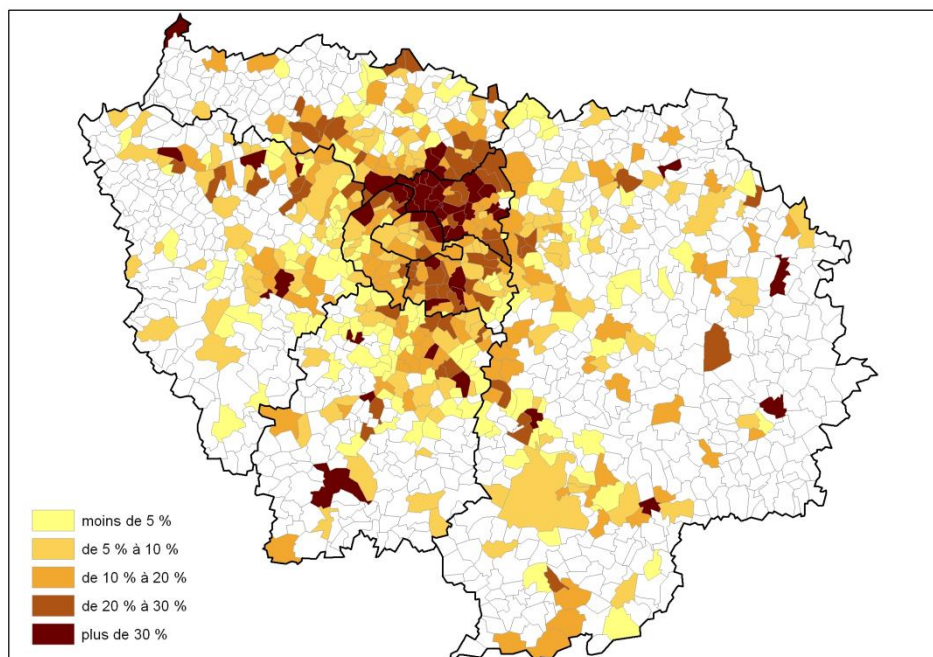 moins de 5 %
de 5 % à 10 %
de 10 % à 20 %
de 20 % à 30 %
plus de 30 %